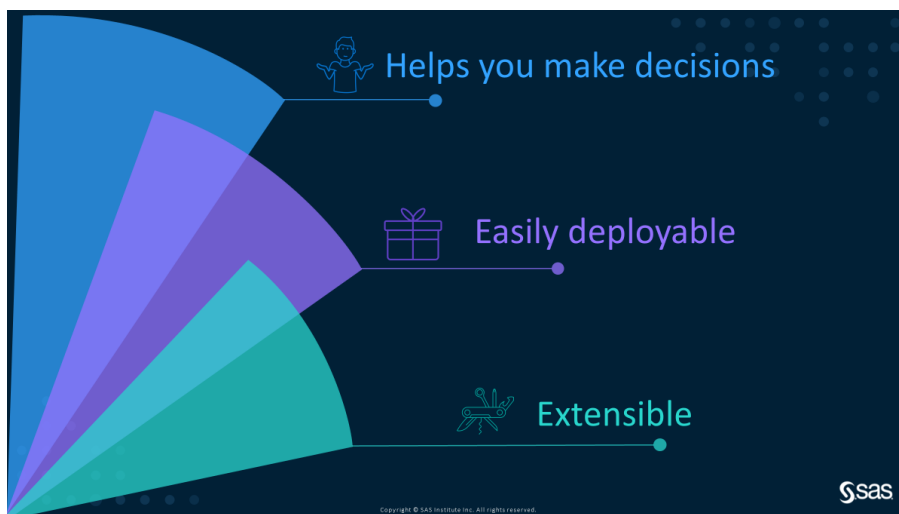 Helps you make decisions
Easily deployable
Extensible
sas
Copyright © SAS Institute Inc. All rights reserved.